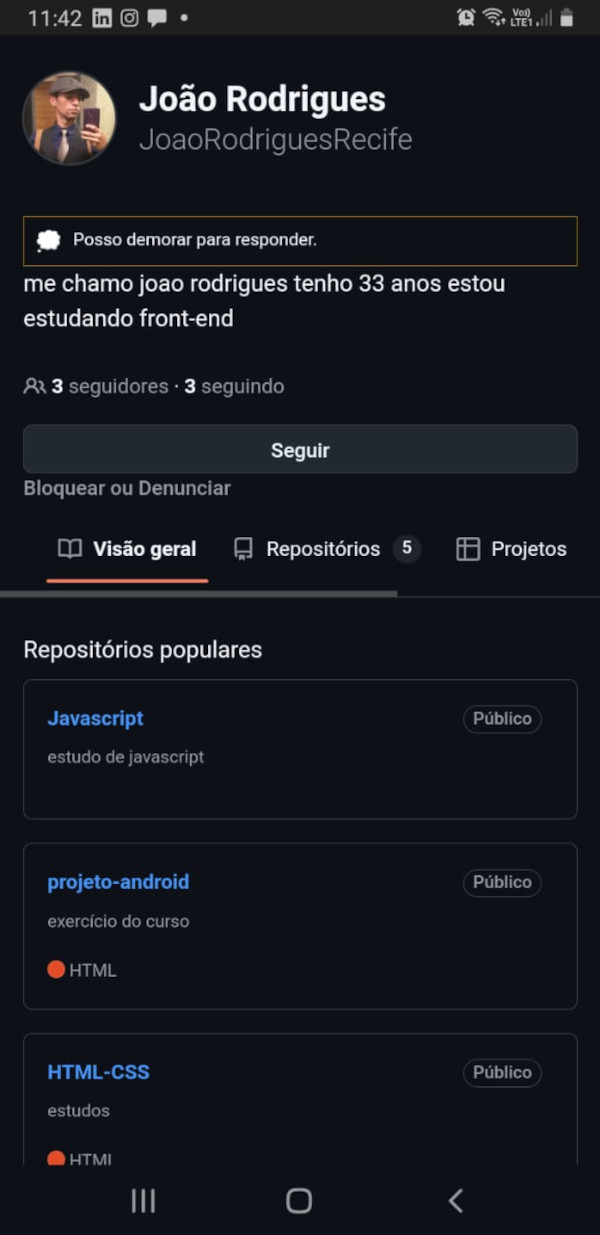 11:42
Vo)) LTE1
João Rodrigues
JoaoRodriguesRecife
Posso demorar para responder.
me chamo joao rodrigues tenho 33 anos estou
estudando front-end
3 seguidores · 3 seguindo
Seguir
Bloquear ou Denunciar
Visão geral Repositórios 5 Projetos
Repositórios populares
Javascript Público
estudo de javascript
projeto-android Público
exercício do curso
HTML
HTML-CSS Público
estudos
HTML